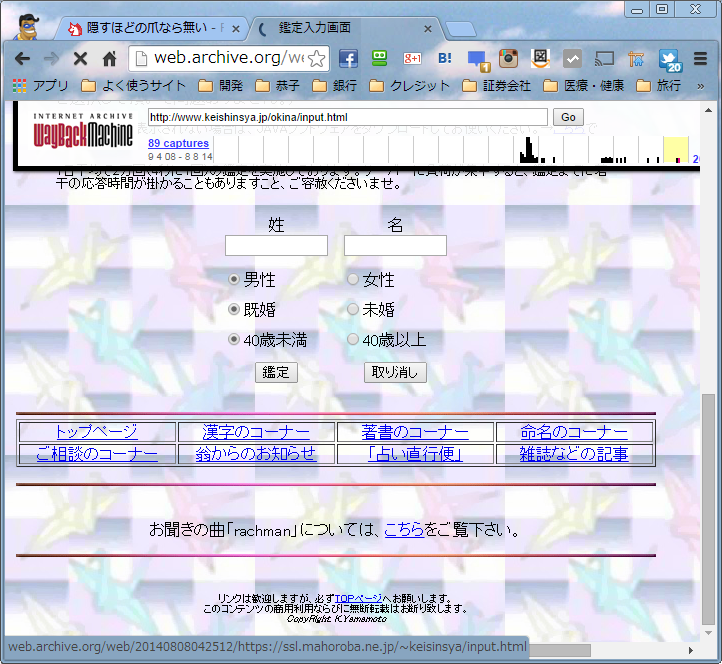 隠すほどの爪なら無い - F
鑑定入力画面
web.archive.org/we
g+1
B!
1
20
アプリ よく使うサイト 開発 恭子 銀行 クレジット 証券会社 医療・健康 旅行 »
INTERNET ARCHIVE
WayBackMachine
http://www.keishinsya.jp/okina/input.html Go
89 captures
9 4 08 - 8 8 14
干の応答時間が掛かることもありますこと、ご容赦くださいませ。
姓 名
男性 女性
既婚 未婚
40歳未満 40歳以上
鑑定 取り消し
トップページ 漢字のコーナー 著書のコーナー 命名のコーナー
ご相談のコーナー 翁からのお知らせ 「占い直行便」 雑誌などの記事
お聞きの曲「rachman」については、こちらをご覧下さい。
リンクは歓迎しますが、必ずTOPページへお願いします。
このコンテンツの商用利用ならびに無断転載はお断り致します。
CopyRight K.Yamamoto
web.archive.org/web/20140808042512/https://ssl.mahoroba.ne.jp/~keisinsya/input.html